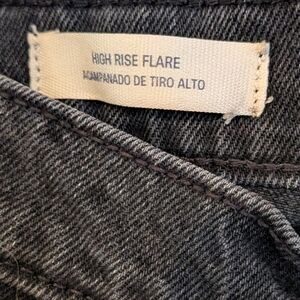 HIGH RISE FLARE
ACAMPANADO DE TIRO ALTO